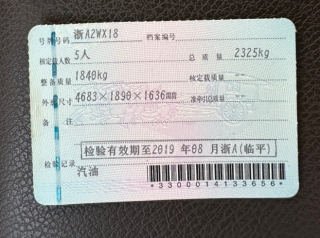 号牌号码 浙A2WX18 档案编号
核定载人数 5人 总质量 2325kg
整备质量 1840kg 核定载质量 --
外廓尺寸 4683×1890×1636mm 准牵引总质量 --
备注
检验有效期至2019年08月浙A(临平)
检验记录
汽油
*3300014133656*